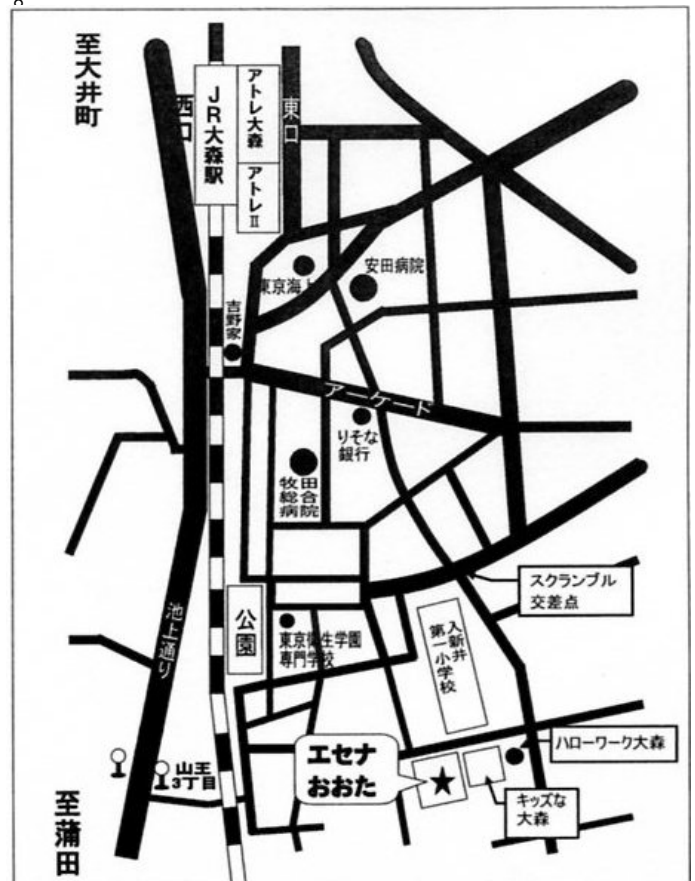 至大井町
西口
JR大森駅
アトレ大森
アトレⅡ
東口
東京海上
安田病院
吉野家
アーケード
りそな
銀行
牧田
総合
病院
スクランブル
交差点
公園
池上通り
東京衛生学園
専門学校
入新井
第一小学校
ハローワーク大森
エセナ
おおた
キッズな
大森
山王
3丁目
至蒲田